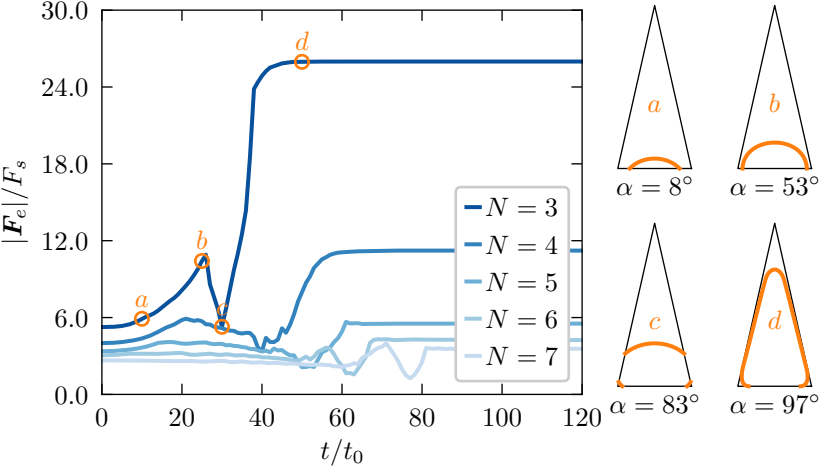 30.0
24.0
18.0
12.0
6.0
0.0
|F_e|/F_s
0 20 40 60 80 100 120
t/t_0
a
b
c
d
N = 3
N = 4
N = 5
N = 6
N = 7
a
α = 8°
b
α = 53°
c
α = 83°
d
α = 97°